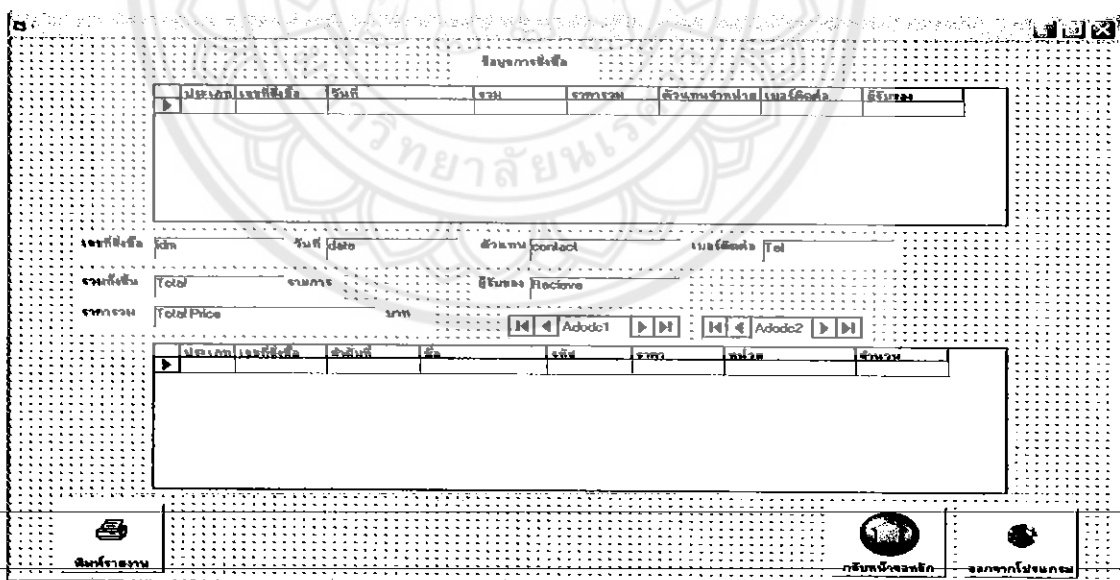 ข้อมูลการสั่งซื้อ
ประเภท เลขที่สั่งซื้อ วันที่ รวม ราคารวม ตัวแทนจำหน่าย เบอร์ติดต่อ ผู้รับของ
วิทยาลัยนเรศ
เลขที่สั่งซื้อ idm วันที่ date ตัวแทน contact เบอร์ติดต่อ Tel
รวมทั้งสิ้น Total รายการ ผู้รับของ Recieve
ราคารวม Total Price บาท
Adodc1 Adodc2
ประเภท เลขที่สั่งซื้อ ลำดับที่ ชื่อ รหัส ราคา หน่วย จำนวน
พิมพ์รายงาน กลับหน้าจอหลัก ออกจากโปรแกรม